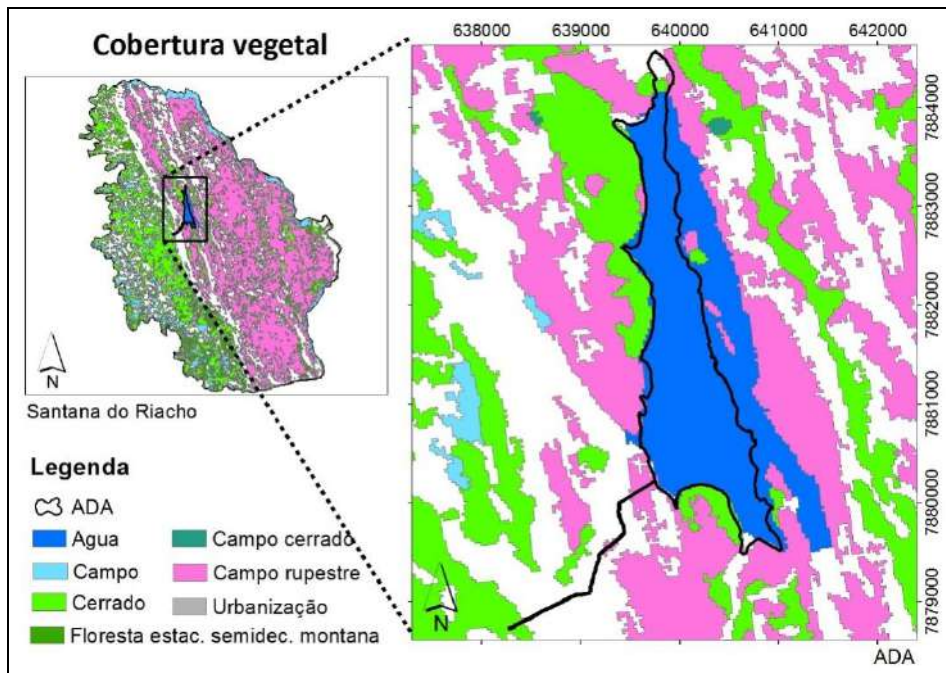 Cobertura vegetal
N
Santana do Riacho
Legenda
ADA
Agua
Campo
Cerrado
Floresta estac. semidec. montana
Campo cerrado
Campo rupestre
Urbanização
638000 639000 640000 641000 642000
7884000
7883000
7882000
7881000
7880000
7879000
N
ADA